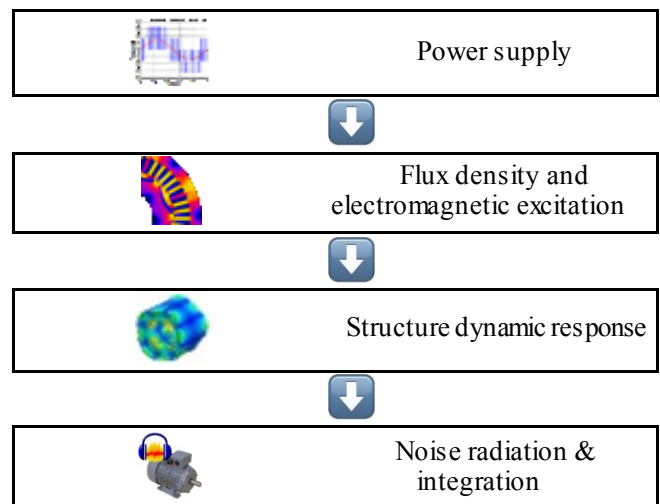 Power supply
Flux density and
electromagnetic excitation
Structure dynamic response
Noise radiation &
integration